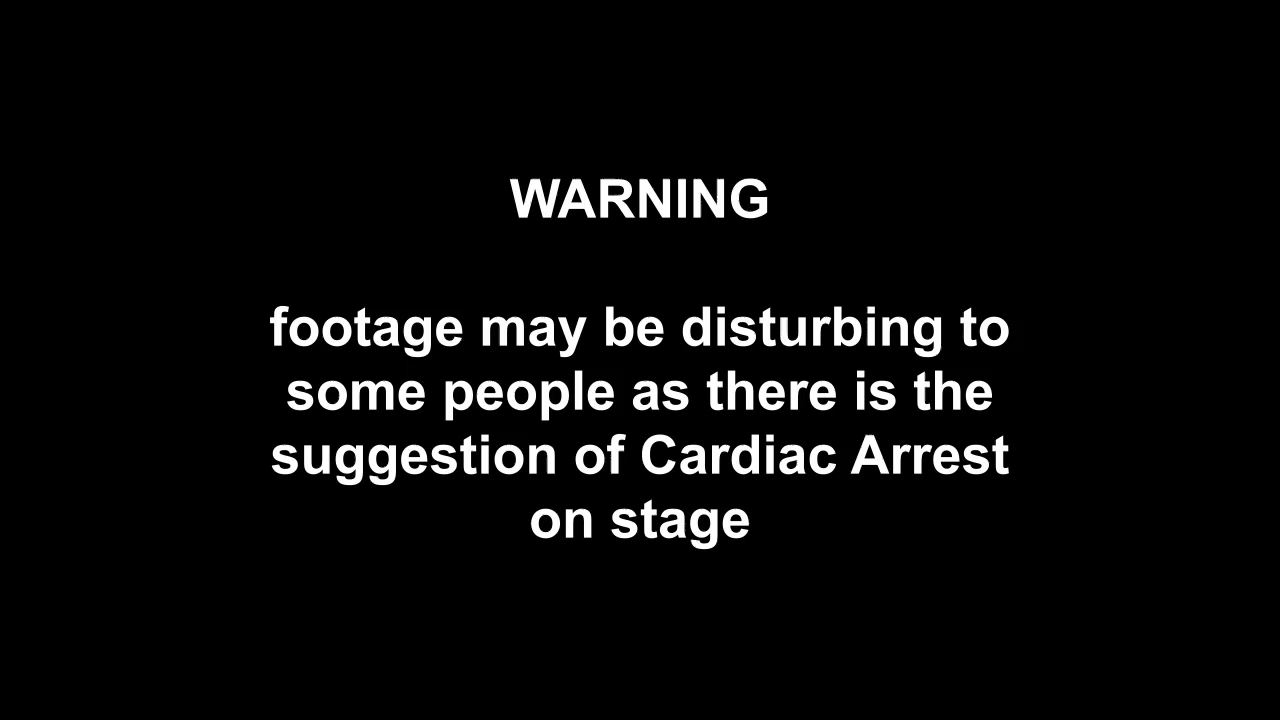 WARNING
footage may be disturbing to
some people as there is the
suggestion of Cardiac Arrest
on stage